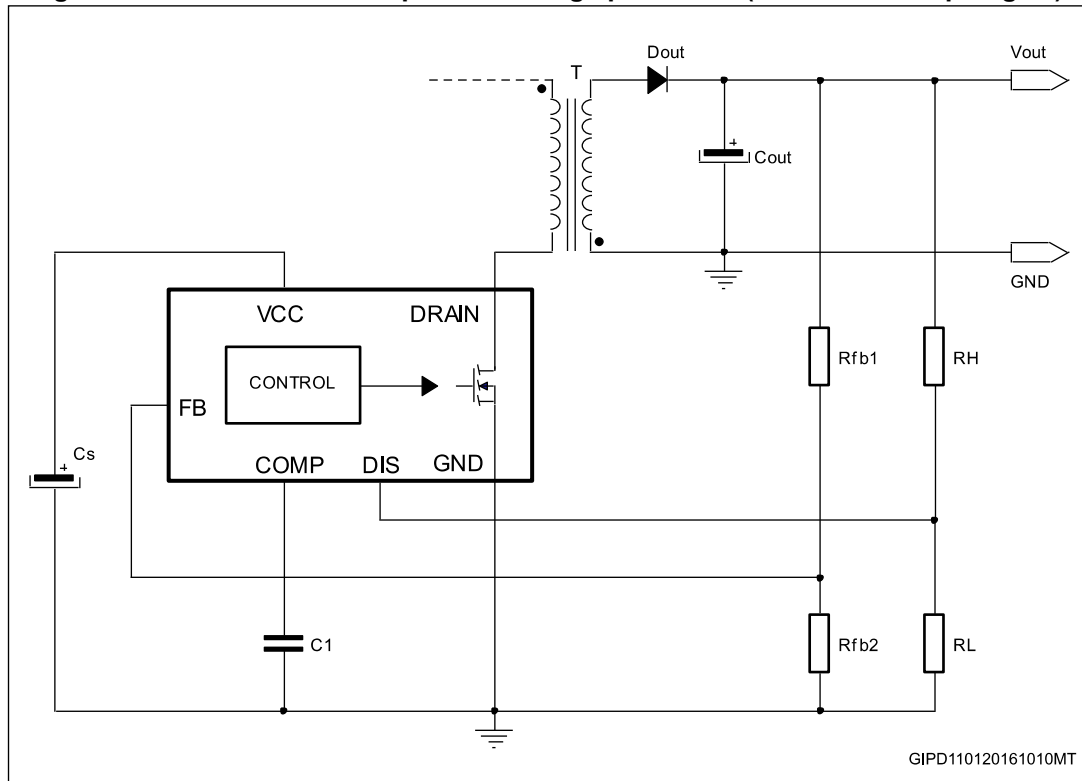 Dout
Vout
T
+
Cout
GND
VCC
DRAIN
Rfb1
RH
CONTROL
FB
Cs
+
COMP
DIS
GND
C1
Rfb2
RL
GIPD110120161010MT